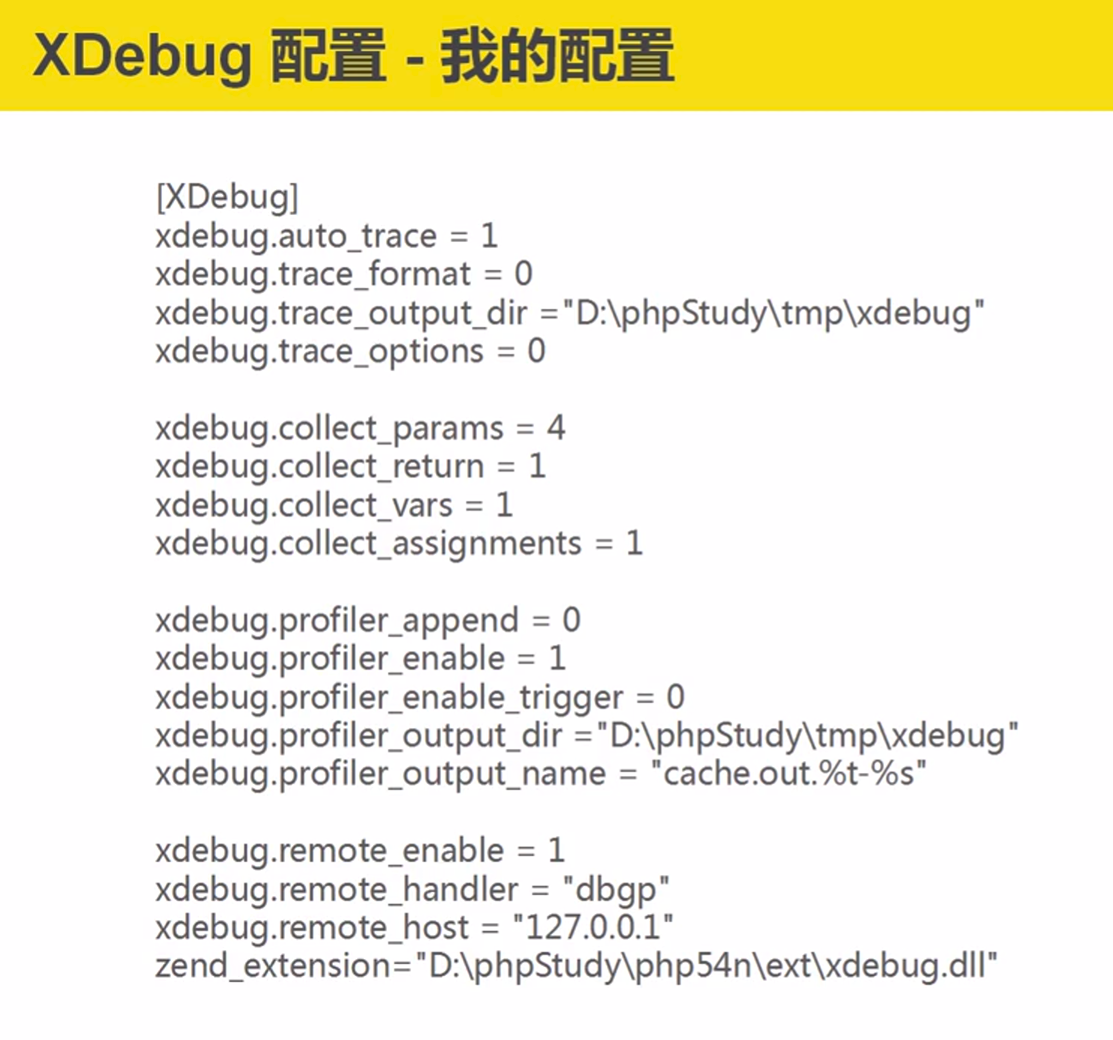 XDebug 配置 - 我的配置
[XDebug]
xdebug.auto_trace = 1
xdebug.trace_format = 0
xdebug.trace_output_dir ="D:\phpStudy\tmp\xdebug"
xdebug.trace_options = 0
xdebug.collect_params = 4
xdebug.collect_return = 1
xdebug.collect_vars = 1
xdebug.collect_assignments = 1
xdebug.profiler_append = 0
xdebug.profiler_enable = 1
xdebug.profiler_enable_trigger = 0
xdebug.profiler_output_dir ="D:\phpStudy\tmp\xdebug"
xdebug.profiler_output_name = "cache.out.%t-%s"
xdebug.remote_enable = 1
xdebug.remote_handler = "dbgp"
xdebug.remote_host = "127.0.0.1"
zend_extension="D:\phpStudy\php54n\ext\xdebug.dll"